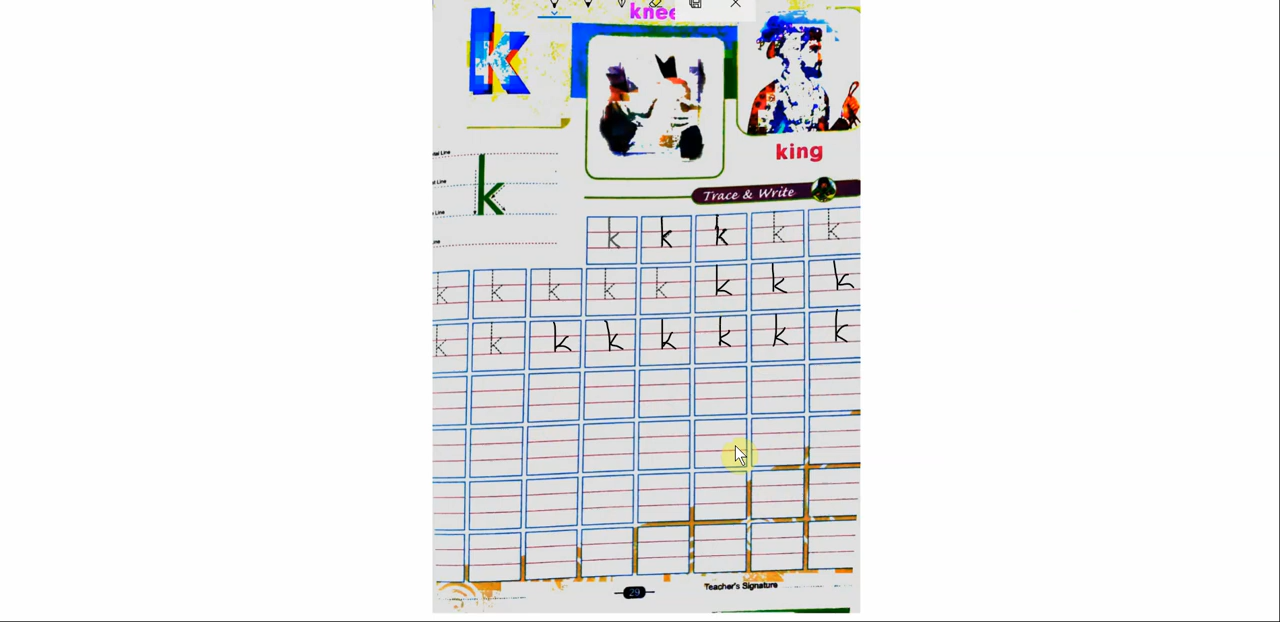 knee
k
king
k
Trace & Write
k k k k k
k k k k k k k k
k k k k k k k k
Teacher's Signature
29